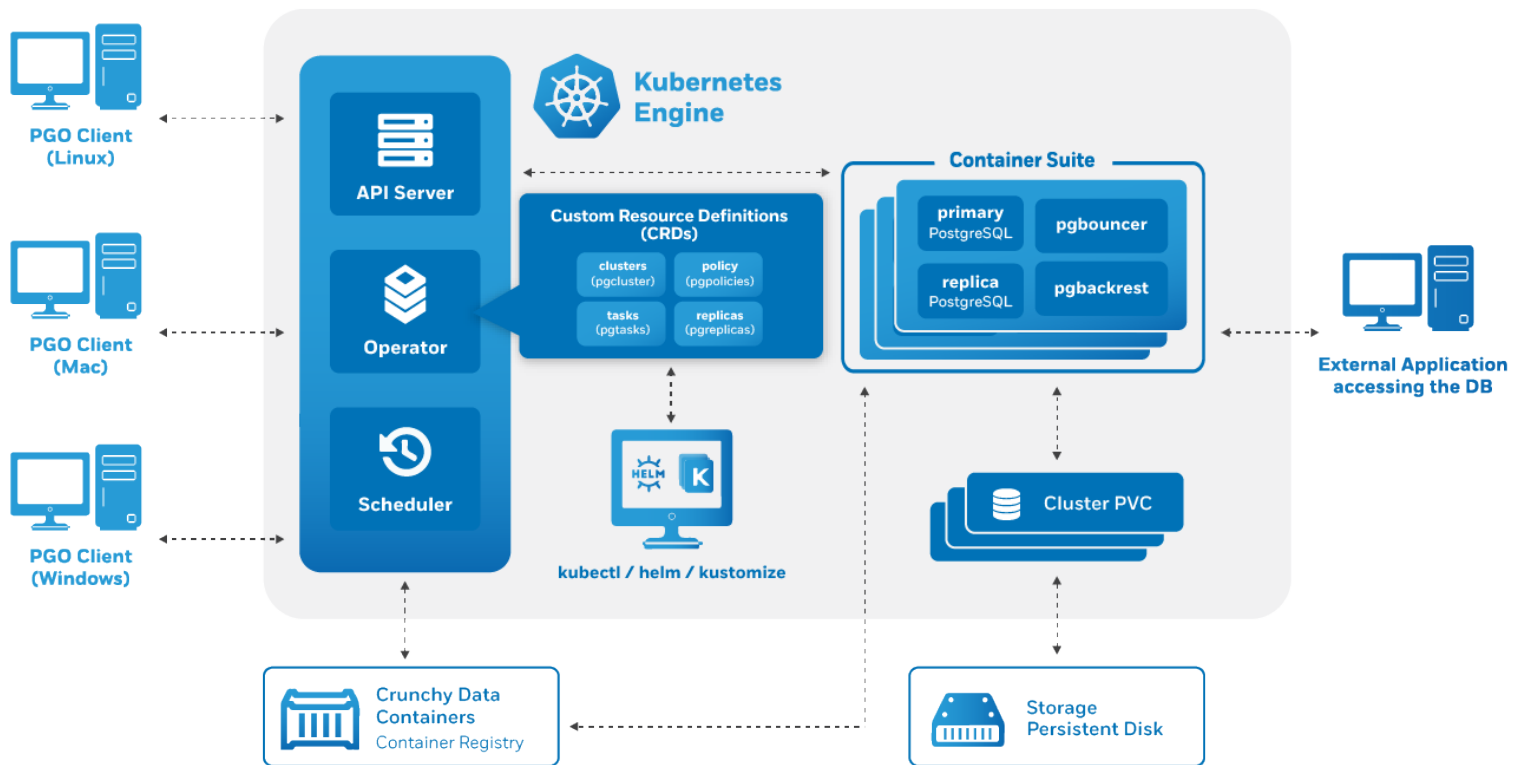 PGO Client
(Linux)
PGO Client
(Mac)
PGO Client
(Windows)
API Server
Operator
Scheduler
Kubernetes
Engine
Custom Resource Definitions
(CRDs)
clusters
(pgcluster)
policy
(pgpolicies)
tasks
(pgtasks)
replicas
(pgreplicas)
HELM
K
kubectl / helm / kustomize
Container Suite
primary
PostgreSQL
pgbouncer
replica
PostgreSQL
pgbackrest
Cluster PVC
External Application
accessing the DB
Crunchy Data
Containers
Container Registry
Storage
Persistent Disk